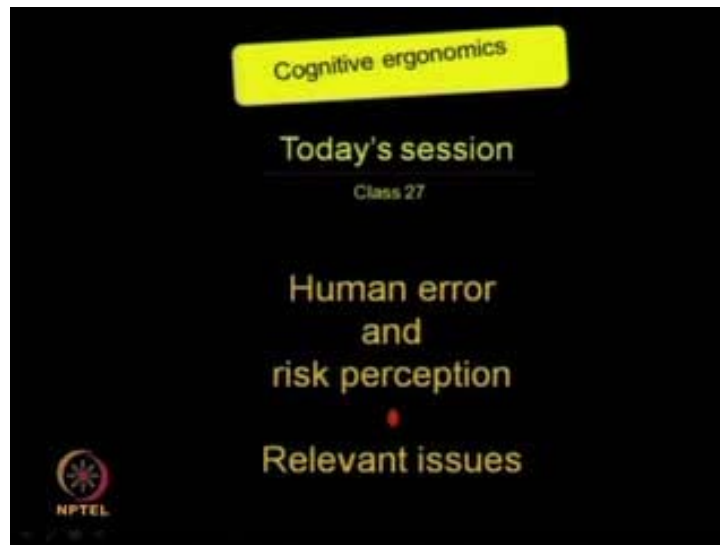 Cognitive ergonomics
Today's session
Class 27
Human error
and
risk perception
Relevant issues
NPTEL